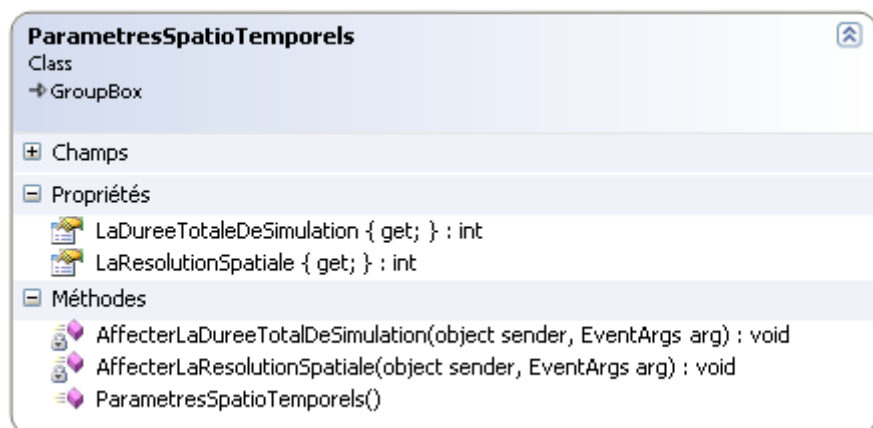 ParametresSpatioTemporels
Class
GroupBox
Champs
Propriétés
LaDureeTotaleDeSimulation { get; } : int
LaResolutionSpatiale { get; } : int
Méthodes
AffecterLaDureeTotalDeSimulation(object sender, EventArgs arg) : void
AffecterLaResolutionSpatiale(object sender, EventArgs arg) : void
ParametresSpatioTemporels()